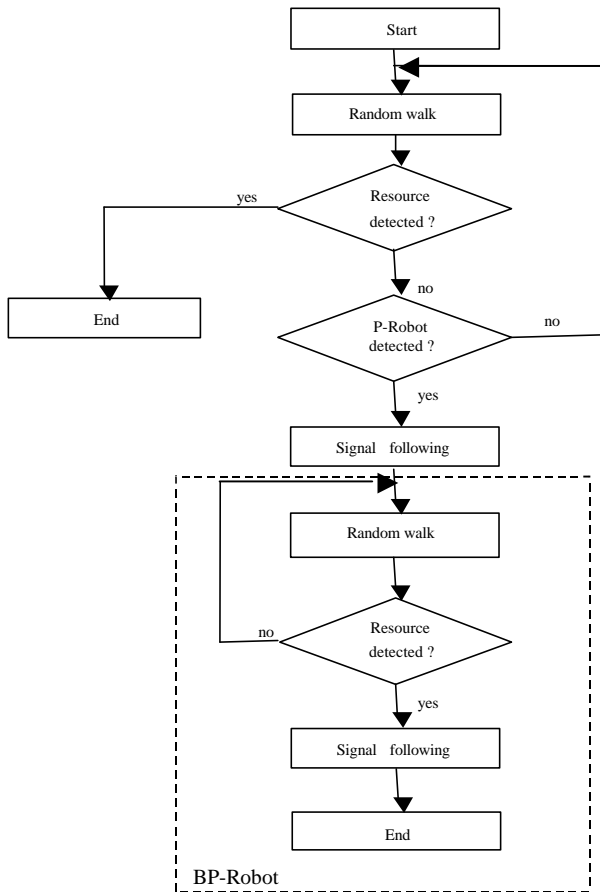 Start
Random walk
Resource
detected ?
yes
no
End
P-Robot
detected ?
no
yes
Signal following
Random walk
Resource
detected ?
no
yes
Signal following
End
BP-Robot